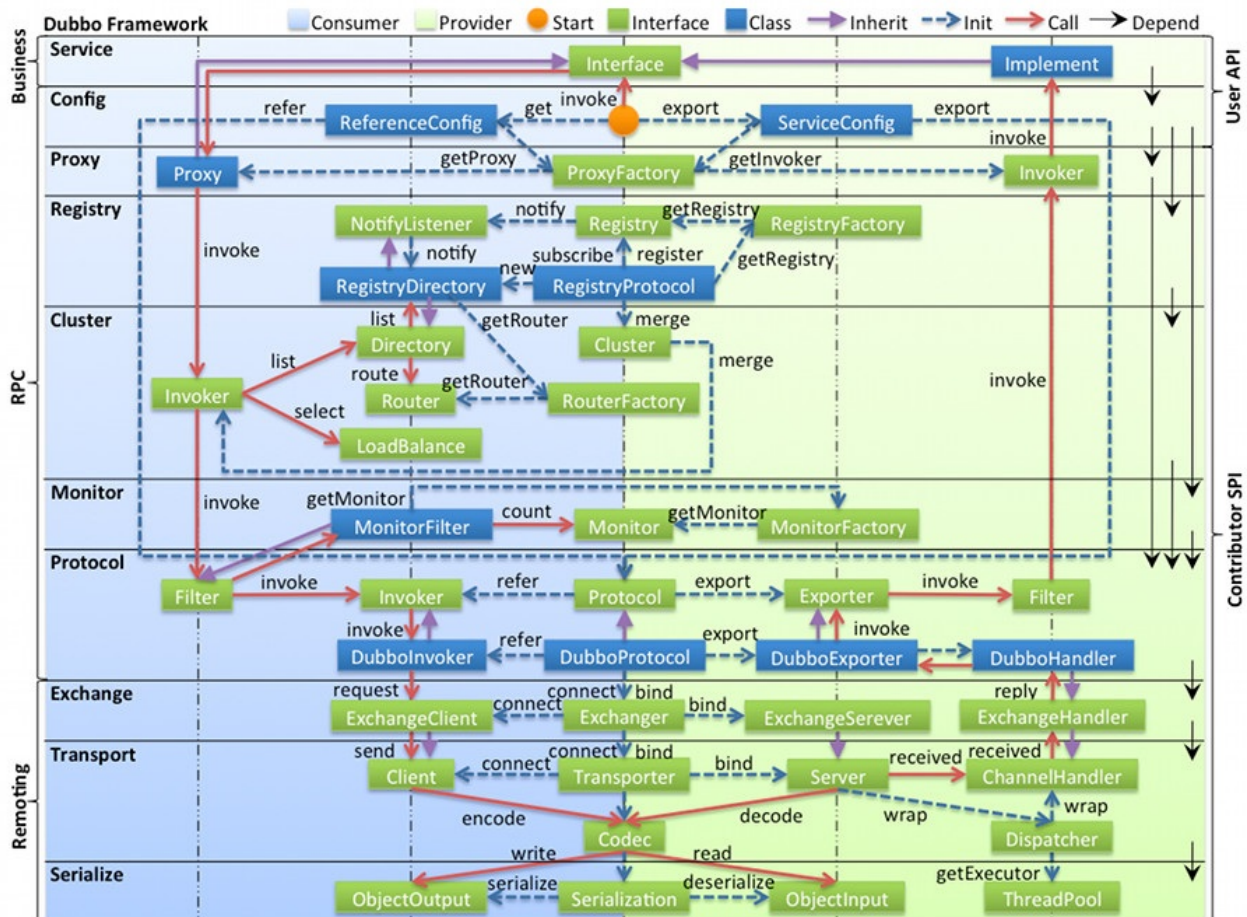 Dubbo Framework Consumer Provider Start Interface Class Inherit Init Call Depend
Business
Service
Interface
Implement
User API
Config
refer
ReferenceConfig
get
invoke
export
ServiceConfig
export
invoke
Proxy
Proxy
getProxy
ProxyFactory
getInvoker
Invoker
RPC
Registry
NotifyListener
notify
Registry
getRegistry
RegistryFactory
invoke
notify
subscribe
register
getRegistry
RegistryDirectory
new
RegistryProtocol
Cluster
list
getRouter
merge
Directory
Cluster
merge
list
route
getRouter
invoke
Invoker
Router
RouterFactory
select
LoadBalance
Contributor SPI
Monitor
invoke
getMonitor
MonitorFilter
count
Monitor
getMonitor
MonitorFactory
Protocol
Filter
invoke
Invoker
refer
Protocol
export
Exporter
invoke
Filter
invoke
DubboInvoker
refer
DubboProtocol
export
DubboExporter
invoke
DubboHandler
Remoting
Exchange
request
connect
bind
reply
ExchangeClient
connect
Exchanger
bind
ExchangeSerever
ExchangeHandler
Transport
send
connect
bind
received
received
Client
connect
Transporter
bind
Server
ChannelHandler
encode
decode
wrap
wrap
Codec
Dispatcher
write
read
getExecutor
Serialize
ObjectOutput
serialize
Serialization
deserialize
ObjectInput
ThreadPool